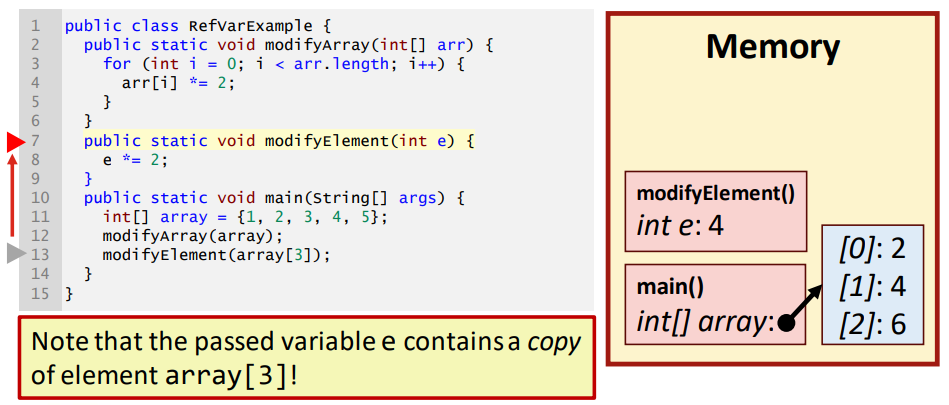 1 public class RefVarExample {
2 public static void modifyArray(int[] arr) {
3 for (int i = 0; i < arr.length; i++) {
4 arr[i] *= 2;
5 }
6 }
7 public static void modifyElement(int e) {
8 e *= 2;
9 }
10 public static void main(String[] args) {
11 int[] array = {1, 2, 3, 4, 5};
12 modifyArray(array);
13 modifyElement(array[3]);
14 }
15 }
Note that the passed variable e contains a copy
of element array[3]!
Memory
modifyElement()
int e: 4
main()
int[] array:
[0]: 2
[1]: 4
[2]: 6